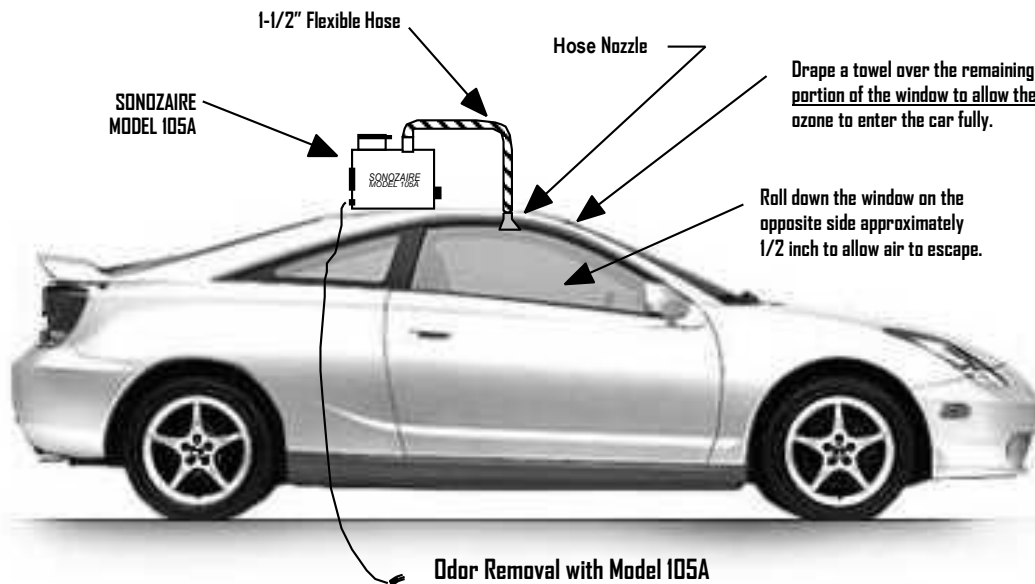 1-1/2" Flexible Hose
Hose Nozzle
Drape a towel over the remaining
portion of the window to allow the
ozone to enter the car fully.
SONOZAIRE
MODEL 105A
SONOZAIRE
MODEL 105A
Roll down the window on the
opposite side approximately
1/2 inch to allow air to escape.
Odor Removal with Model 105A